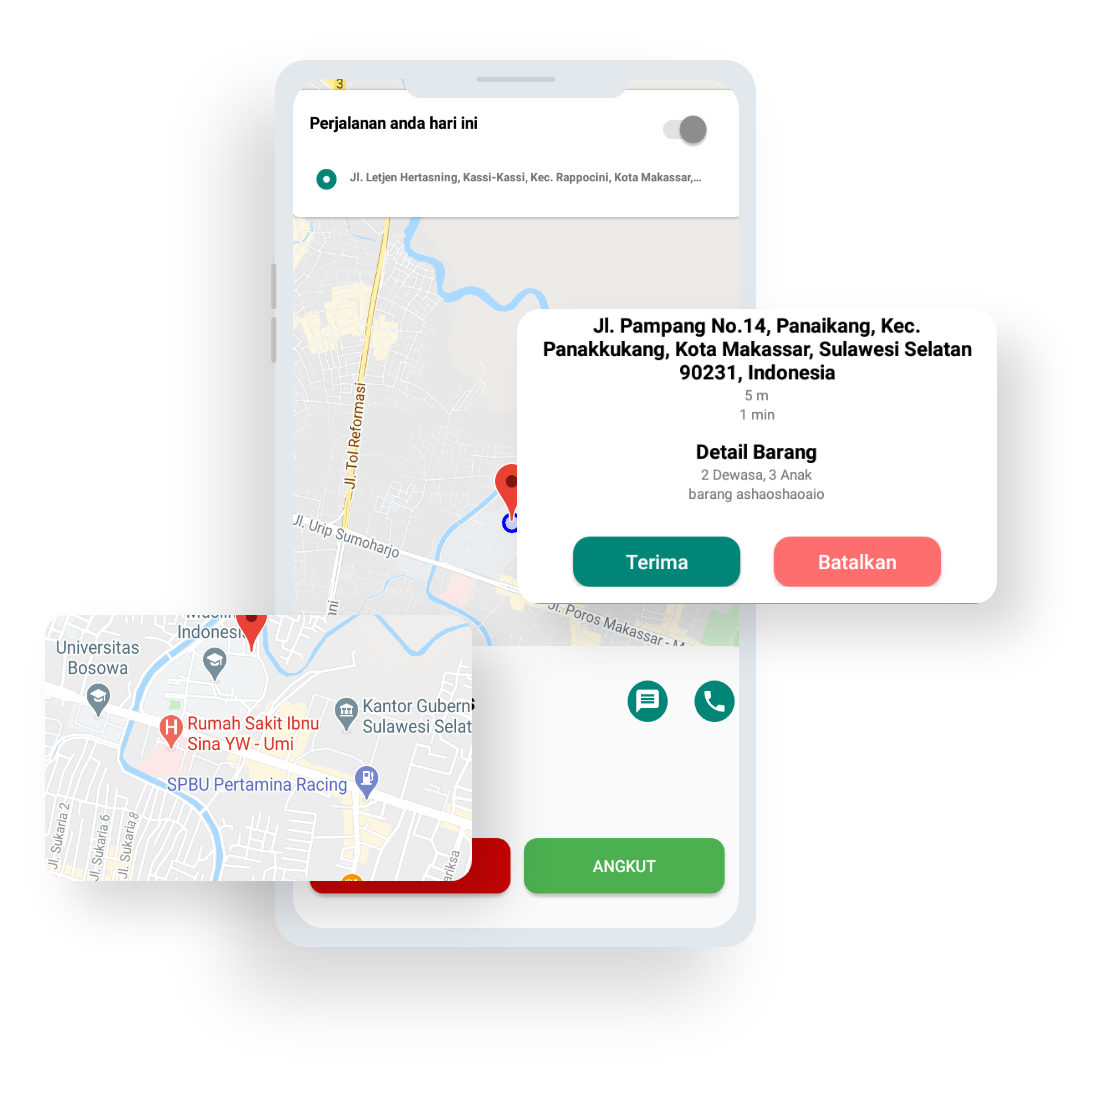 3
Perjalanan anda hari ini
Jl. Letjen Hertasning, Kassi-Kassi, Kec. Rappocini, Kota Makassar,...
Jl. Tol Reformasi
Jl. Urip Sumoharjo
Jl. Poros Makassar - M
Jl. Pampang No.14, Panaikang, Kec.
Panakkukang, Kota Makassar, Sulawesi Selatan
90231, Indonesia
5 m
1 min
Detail Barang
2 Dewasa, 3 Anak
barang ashaoshaoaio
Terima
Batalkan
Indonesia
Universitas
Bosowa
Kantor Gubern
Sulawesi Selat
H
Rumah Sakit Ibnu
Sina YW - Umi
SPBU Pertamina Racing
Jl. Sukaria 2
Jl. Sukaria 6
Jl. Sukaria 8
ariksa
s
ANGKUT